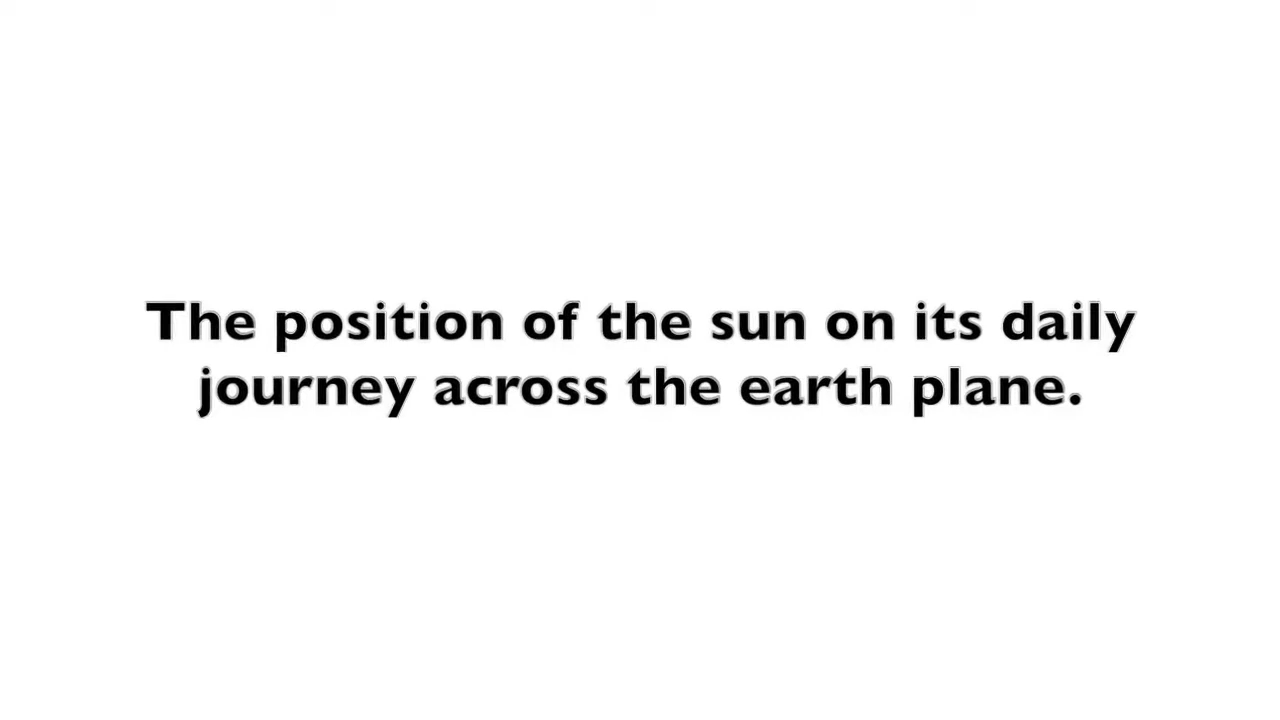 The position of the sun on its daily
journey across the earth plane.